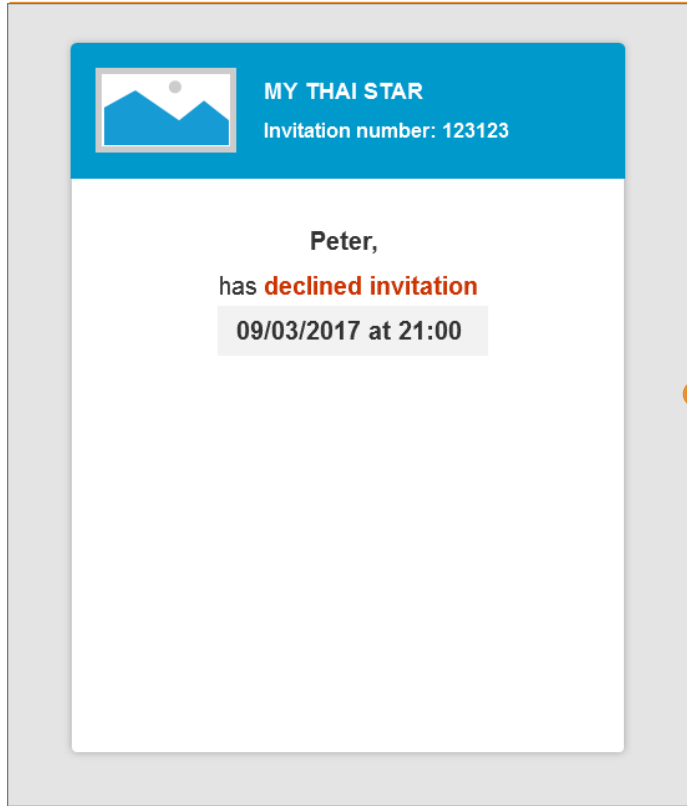 MY THAI STAR
Invitation number: 123123
Peter,
has declined invitation
09/03/2017 at 21:00